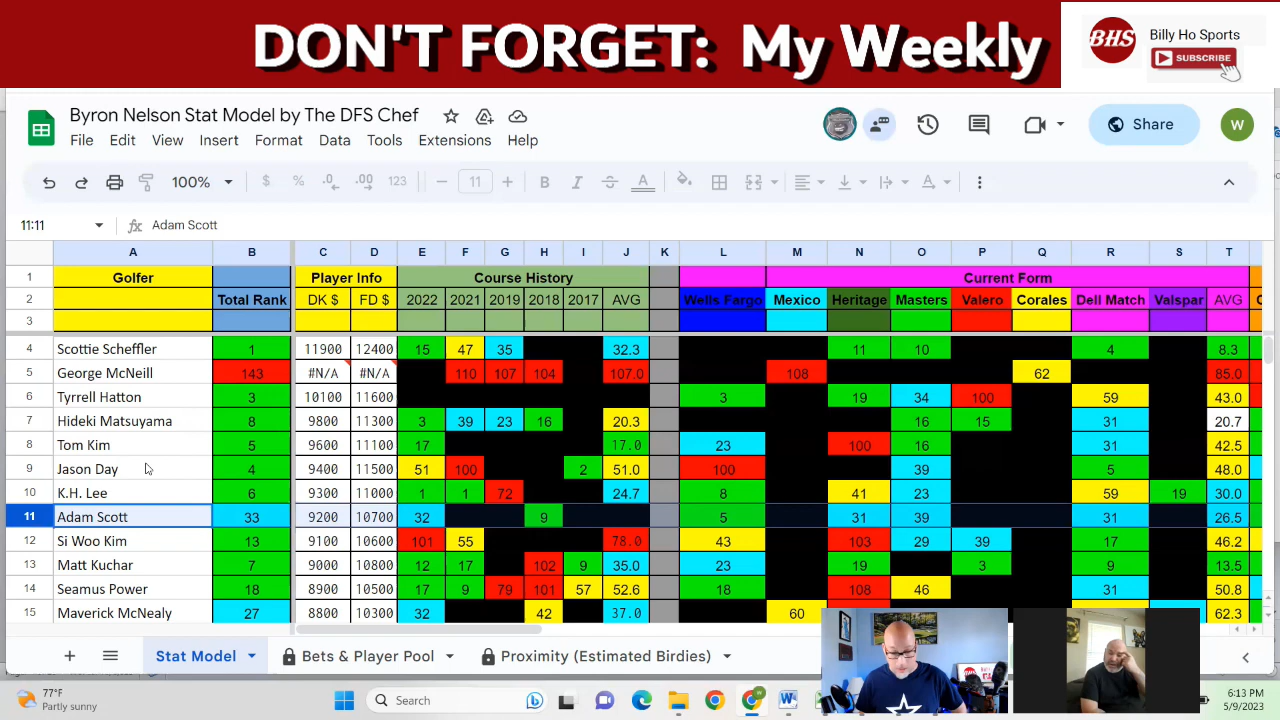 DON'T FORGET: My Weekly
BHS Billy Ho Sports
SUBSCRIBE
Byron Nelson Stat Model by The DFS Chef
Share W
File Edit View Insert Format Data Tools Extensions Help
100% $ % .0 .00 123 11 B I A
11:11 fx Adam Scott
A B C D E F G H I J K L M N O P Q R S T
1 Golfer Player Info Course History Current Form
2 Total Rank DK $ FD $ 2022 2021 2019 2018 2017 AVG Wells Fargo Mexico Heritage Masters Valero Corales Dell Match Valspar AVG
3
4 Scottie Scheffler 1 11900 12400 15 47 35 32.3 11 10 4 8.3
5 George McNeill 143 #N/A #N/A 110 107 104 107.0 108 62 85.0
6 Tyrrell Hatton 3 10100 11600 3 19 34 100 59 43.0
7 Hideki Matsuyama 8 9800 11300 3 39 23 16 20.3 16 15 31 20.7
8 Tom Kim 5 9600 11100 17 17.0 23 100 16 31 42.5
9 Jason Day 4 9400 11500 51 100 2 51.0 100 39 5 48.0
10 K.H. Lee 6 9300 11000 1 1 72 24.7 8 41 23 59 19 30.0
11 Adam Scott 33 9200 10700 32 9 5 31 39 31 26.5
12 Si Woo Kim 13 9100 10600 101 55 78.0 43 103 29 39 17 46.2
13 Matt Kuchar 7 9000 10800 12 17 102 9 35.0 23 19 3 9 13.5
14 Seamus Power 18 8900 10500 17 9 79 101 57 52.6 18 108 46 31 50.8
15 Maverick McNealy 27 8800 10300 32 42 37.0 60 62.3
Stat Model Bets & Player Pool Proximity (Estimated Birdies)
77°F
Partly sunny
Search
6:13 PM
5/9/2023